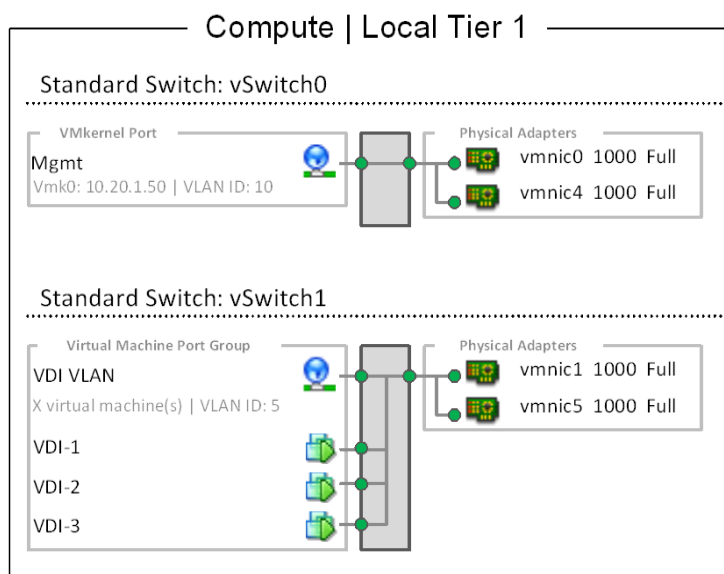 Compute | Local Tier 1
Standard Switch: vSwitch0
VMkernel Port
Physical Adapters
Mgmt
vmnic0 1000 Full
Vmk0: 10.20.1.50 | VLAN ID: 10
vmnic4 1000 Full
Standard Switch: vSwitch1
Virtual Machine Port Group
Physical Adapters
VDI VLAN
vmnic1 1000 Full
X virtual machine(s) | VLAN ID: 5
vmnic5 1000 Full
VDI-1
VDI-2
VDI-3